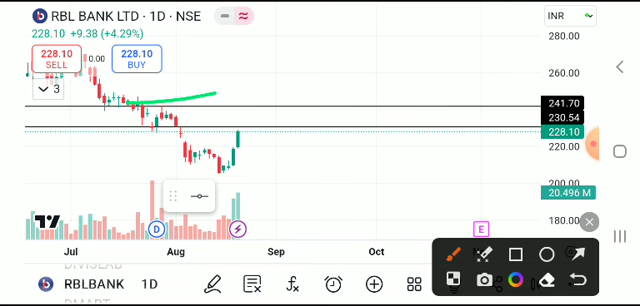 RBL BANK LTD · 1D · NSE
INR
228.10 +9.38 (+4.29%)
280.00
228.10
SELL
0.00
228.10
BUY
260.00
3
241.70
230.54
228.10
220.00
200.00
20.496 M
180.00
D
E
Jul
Aug
Sep
Oct
RBLBANK 1D